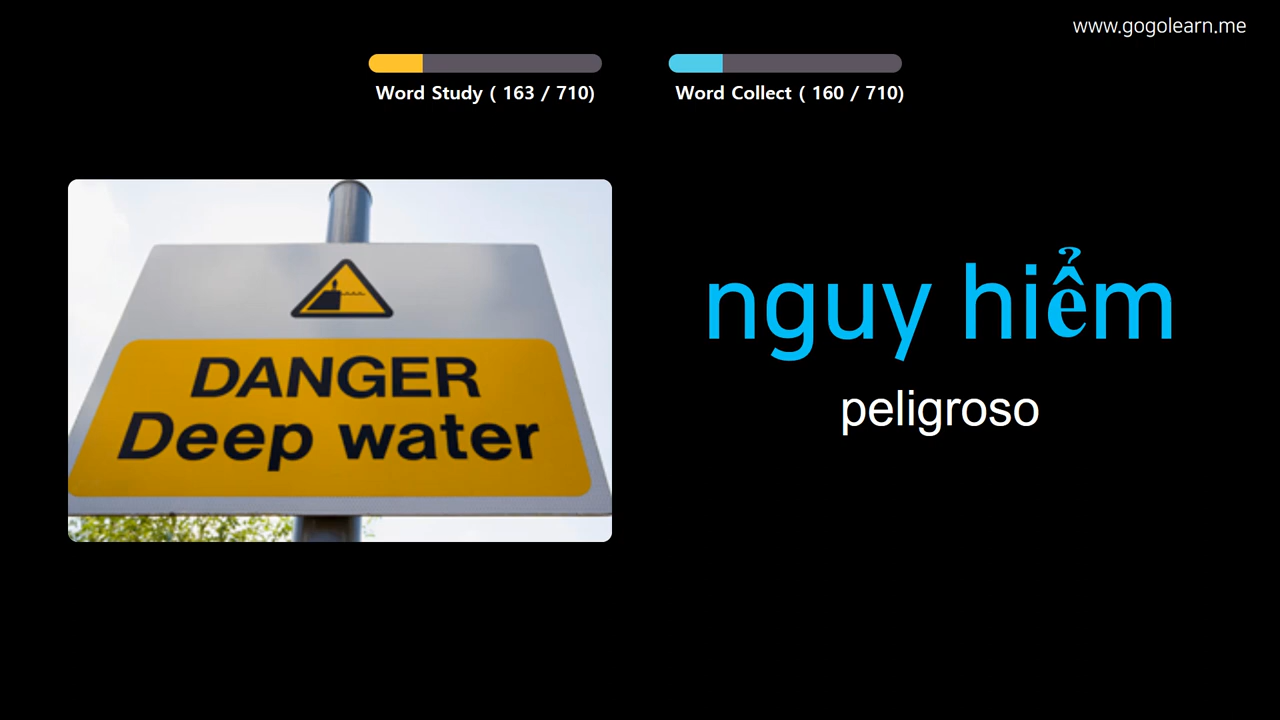 www.gogolearn.me
Word Study ( 163 / 710)
Word Collect ( 160 / 710)
DANGER
Deep water
nguy hiểm
peligroso